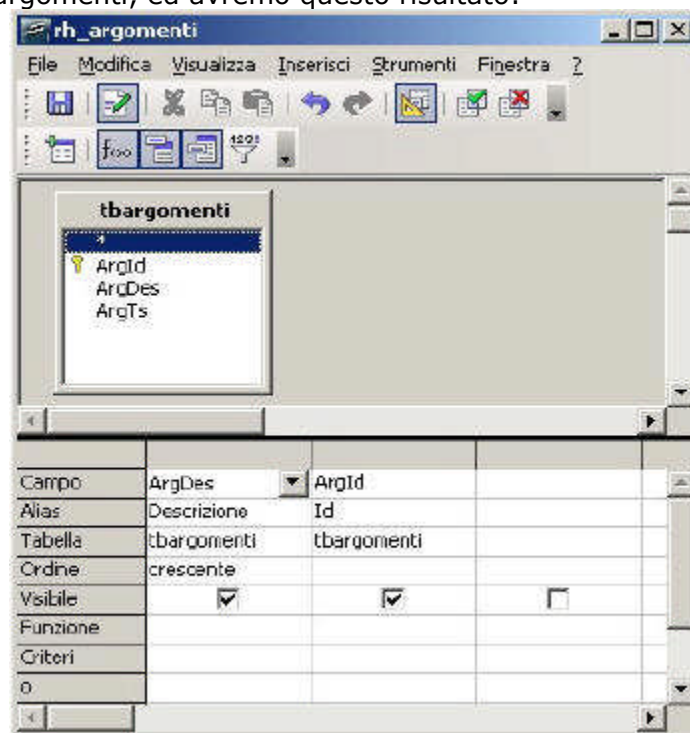 argomenti, ed avremo questo risultato:
rh_argomenti
File Modifica Visualizza Inserisci Strumenti Finestra ?
tbargomenti
*
ArgId
ArgDes
ArgTs
Campo ArgDes ArgId
Alias Descrizione Id
Tabella tbargomenti tbargomenti
Ordine crescente
Visibile
Funzione
Criteri
o